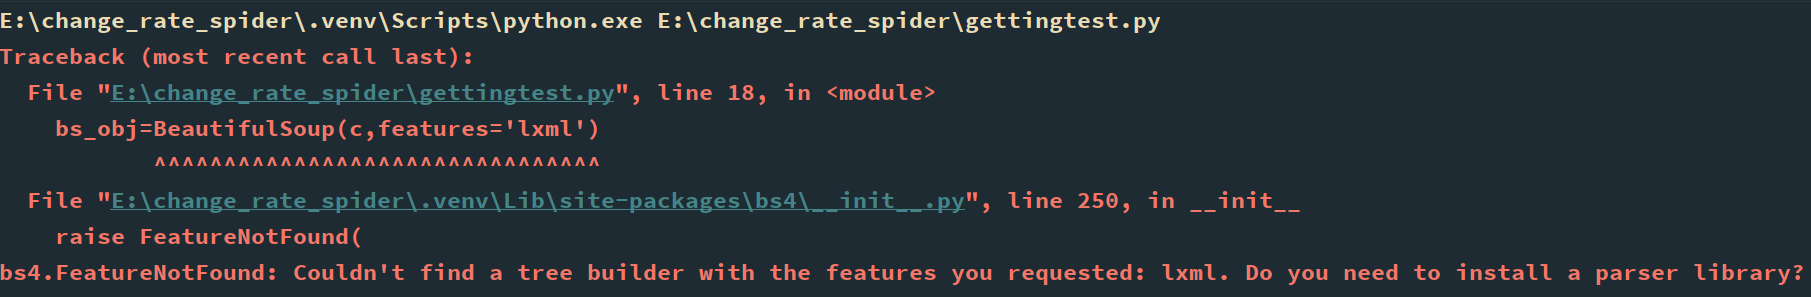 E:\change_rate_spider\.venv\Scripts\python.exe E:\change_rate_spider\gettingtest.py
Traceback (most recent call last):
  File "E:\change_rate_spider\gettingtest.py", line 18, in <module>
    bs_obj=BeautifulSoup(c,features='lxml')
           ^^^^^^^^^^^^^^^^^^^^^^^^^^^^^^^^
  File "E:\change_rate_spider\.venv\Lib\site-packages\bs4\__init__.py", line 250, in __init__
    raise FeatureNotFound(
bs4.FeatureNotFound: Couldn't find a tree builder with the features you requested: lxml. Do you need to install a parser library?